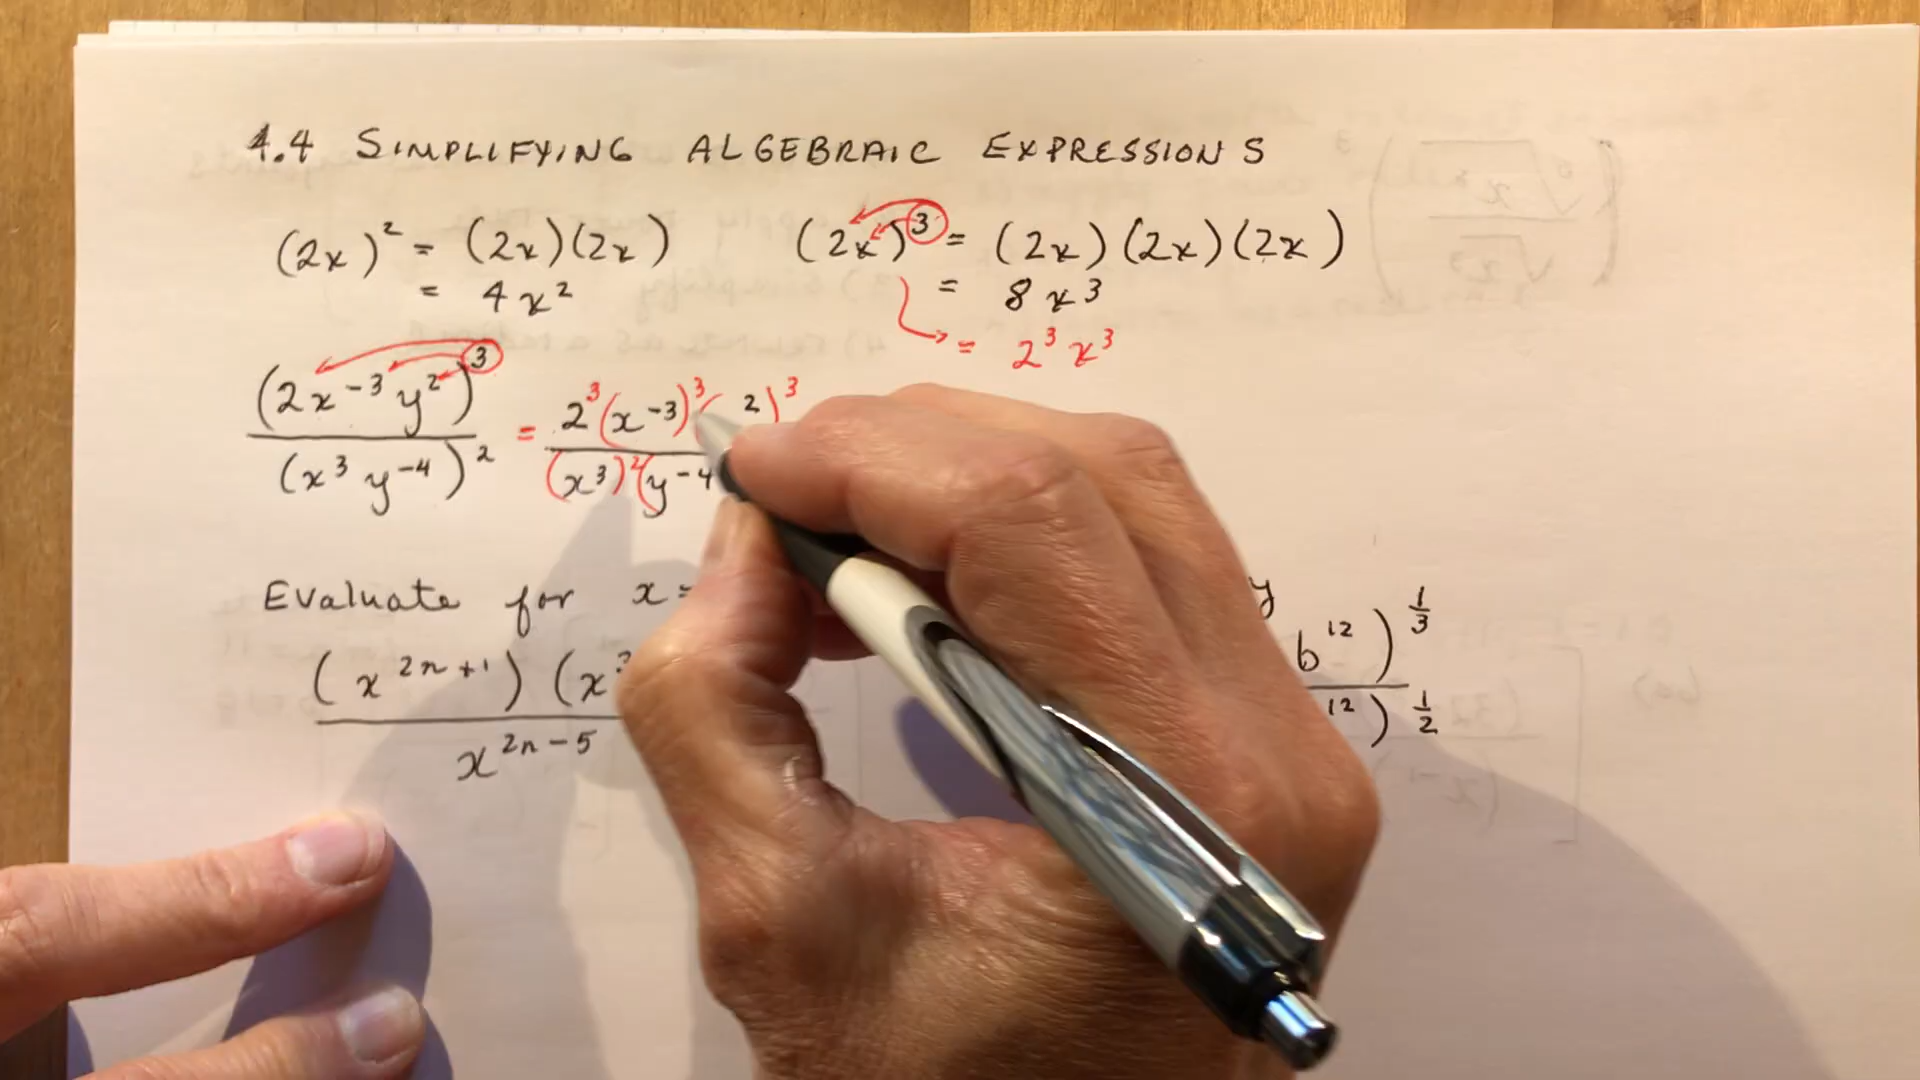 1.4 SIMPLIFYING ALGEBRAIC EXPRESSIONS
(2x)² = (2x)(2x)
= 4x²
(2x)³ = (2x)(2x)(2x)
= 8x³
= 2³x³
(2x⁻³y²)³ / (x³y⁻⁴)² = 2³(x⁻³)³( ²)³ / (x³)²(y⁻⁴
Evaluate for x =
(x²ⁿ⁺¹)(x / x²ⁿ⁻⁵
y
b¹²)^(1/3) / ¹²)^(1/2)